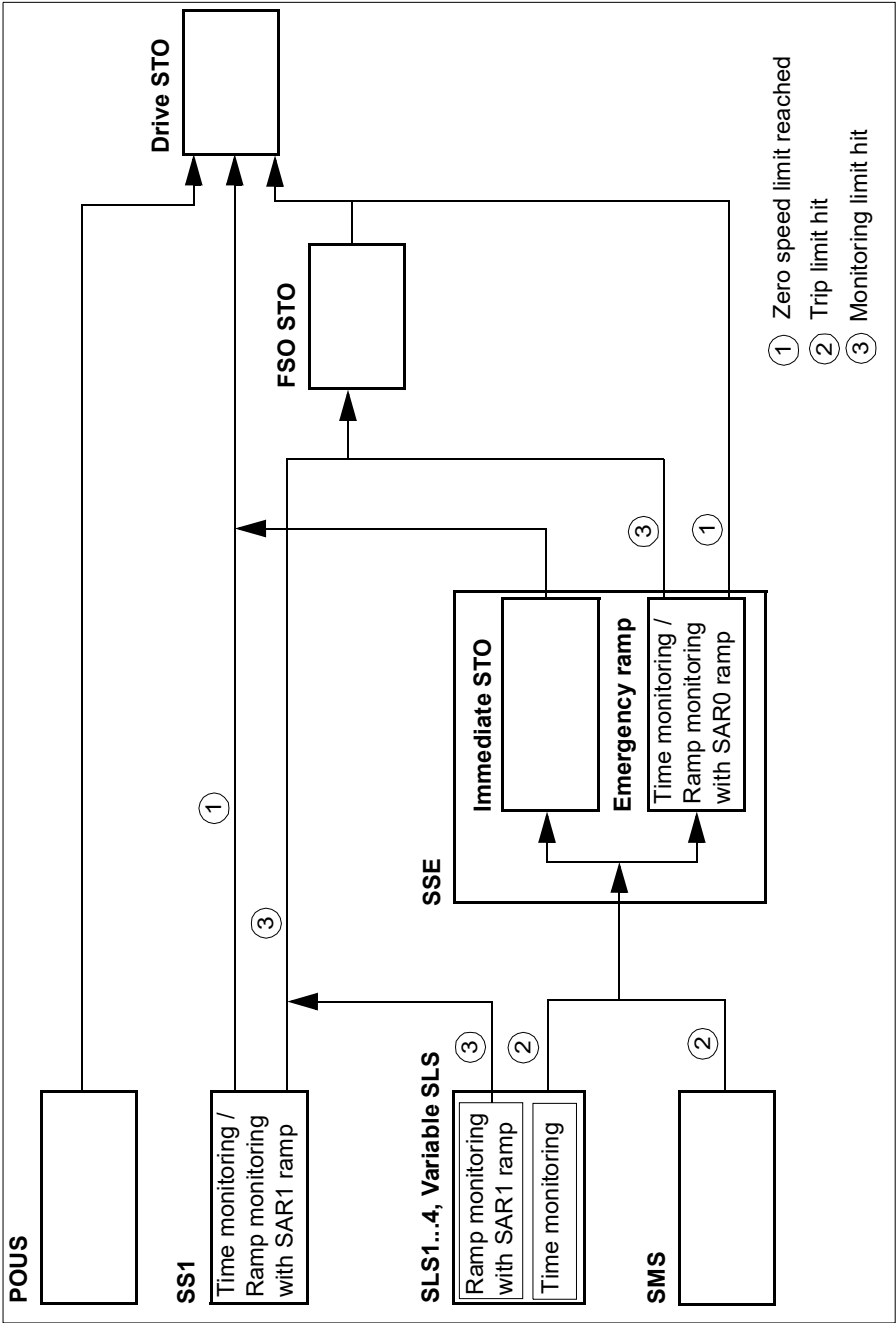 POUS
SS1
Time monitoring /
Ramp monitoring
with SAR1 ramp
1
3
SLS1...4, Variable SLS
Ramp monitoring
with SAR1 ramp
Time monitoring
3
2
SMS
2
SSE
Immediate STO
Emergency ramp
Time monitoring /
Ramp monitoring
with SAR0 ramp
3
1
FSO STO
Drive STO
1 Zero speed limit reached
2 Trip limit hit
3 Monitoring limit hit